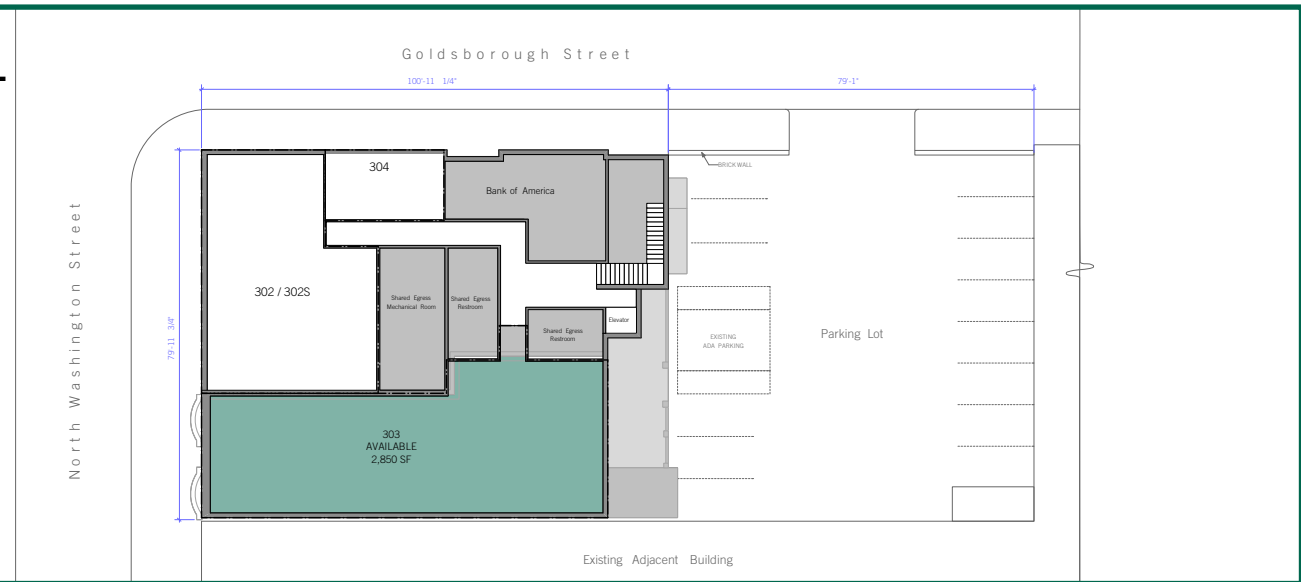 Goldsborough Street
100'-11 1/4"
79'-1"
BRICK WALL
304
Bank of America
North Washington Street
79'-11 3/4"
302 / 302S
Shared Egress
Mechanical Room
Shared Egress
Restroom
Elevator
Shared Egress
Restroom
EXISTING
ADA PARKING
Parking Lot
303
AVAILABLE
2,850 SF
Existing Adjacent Building